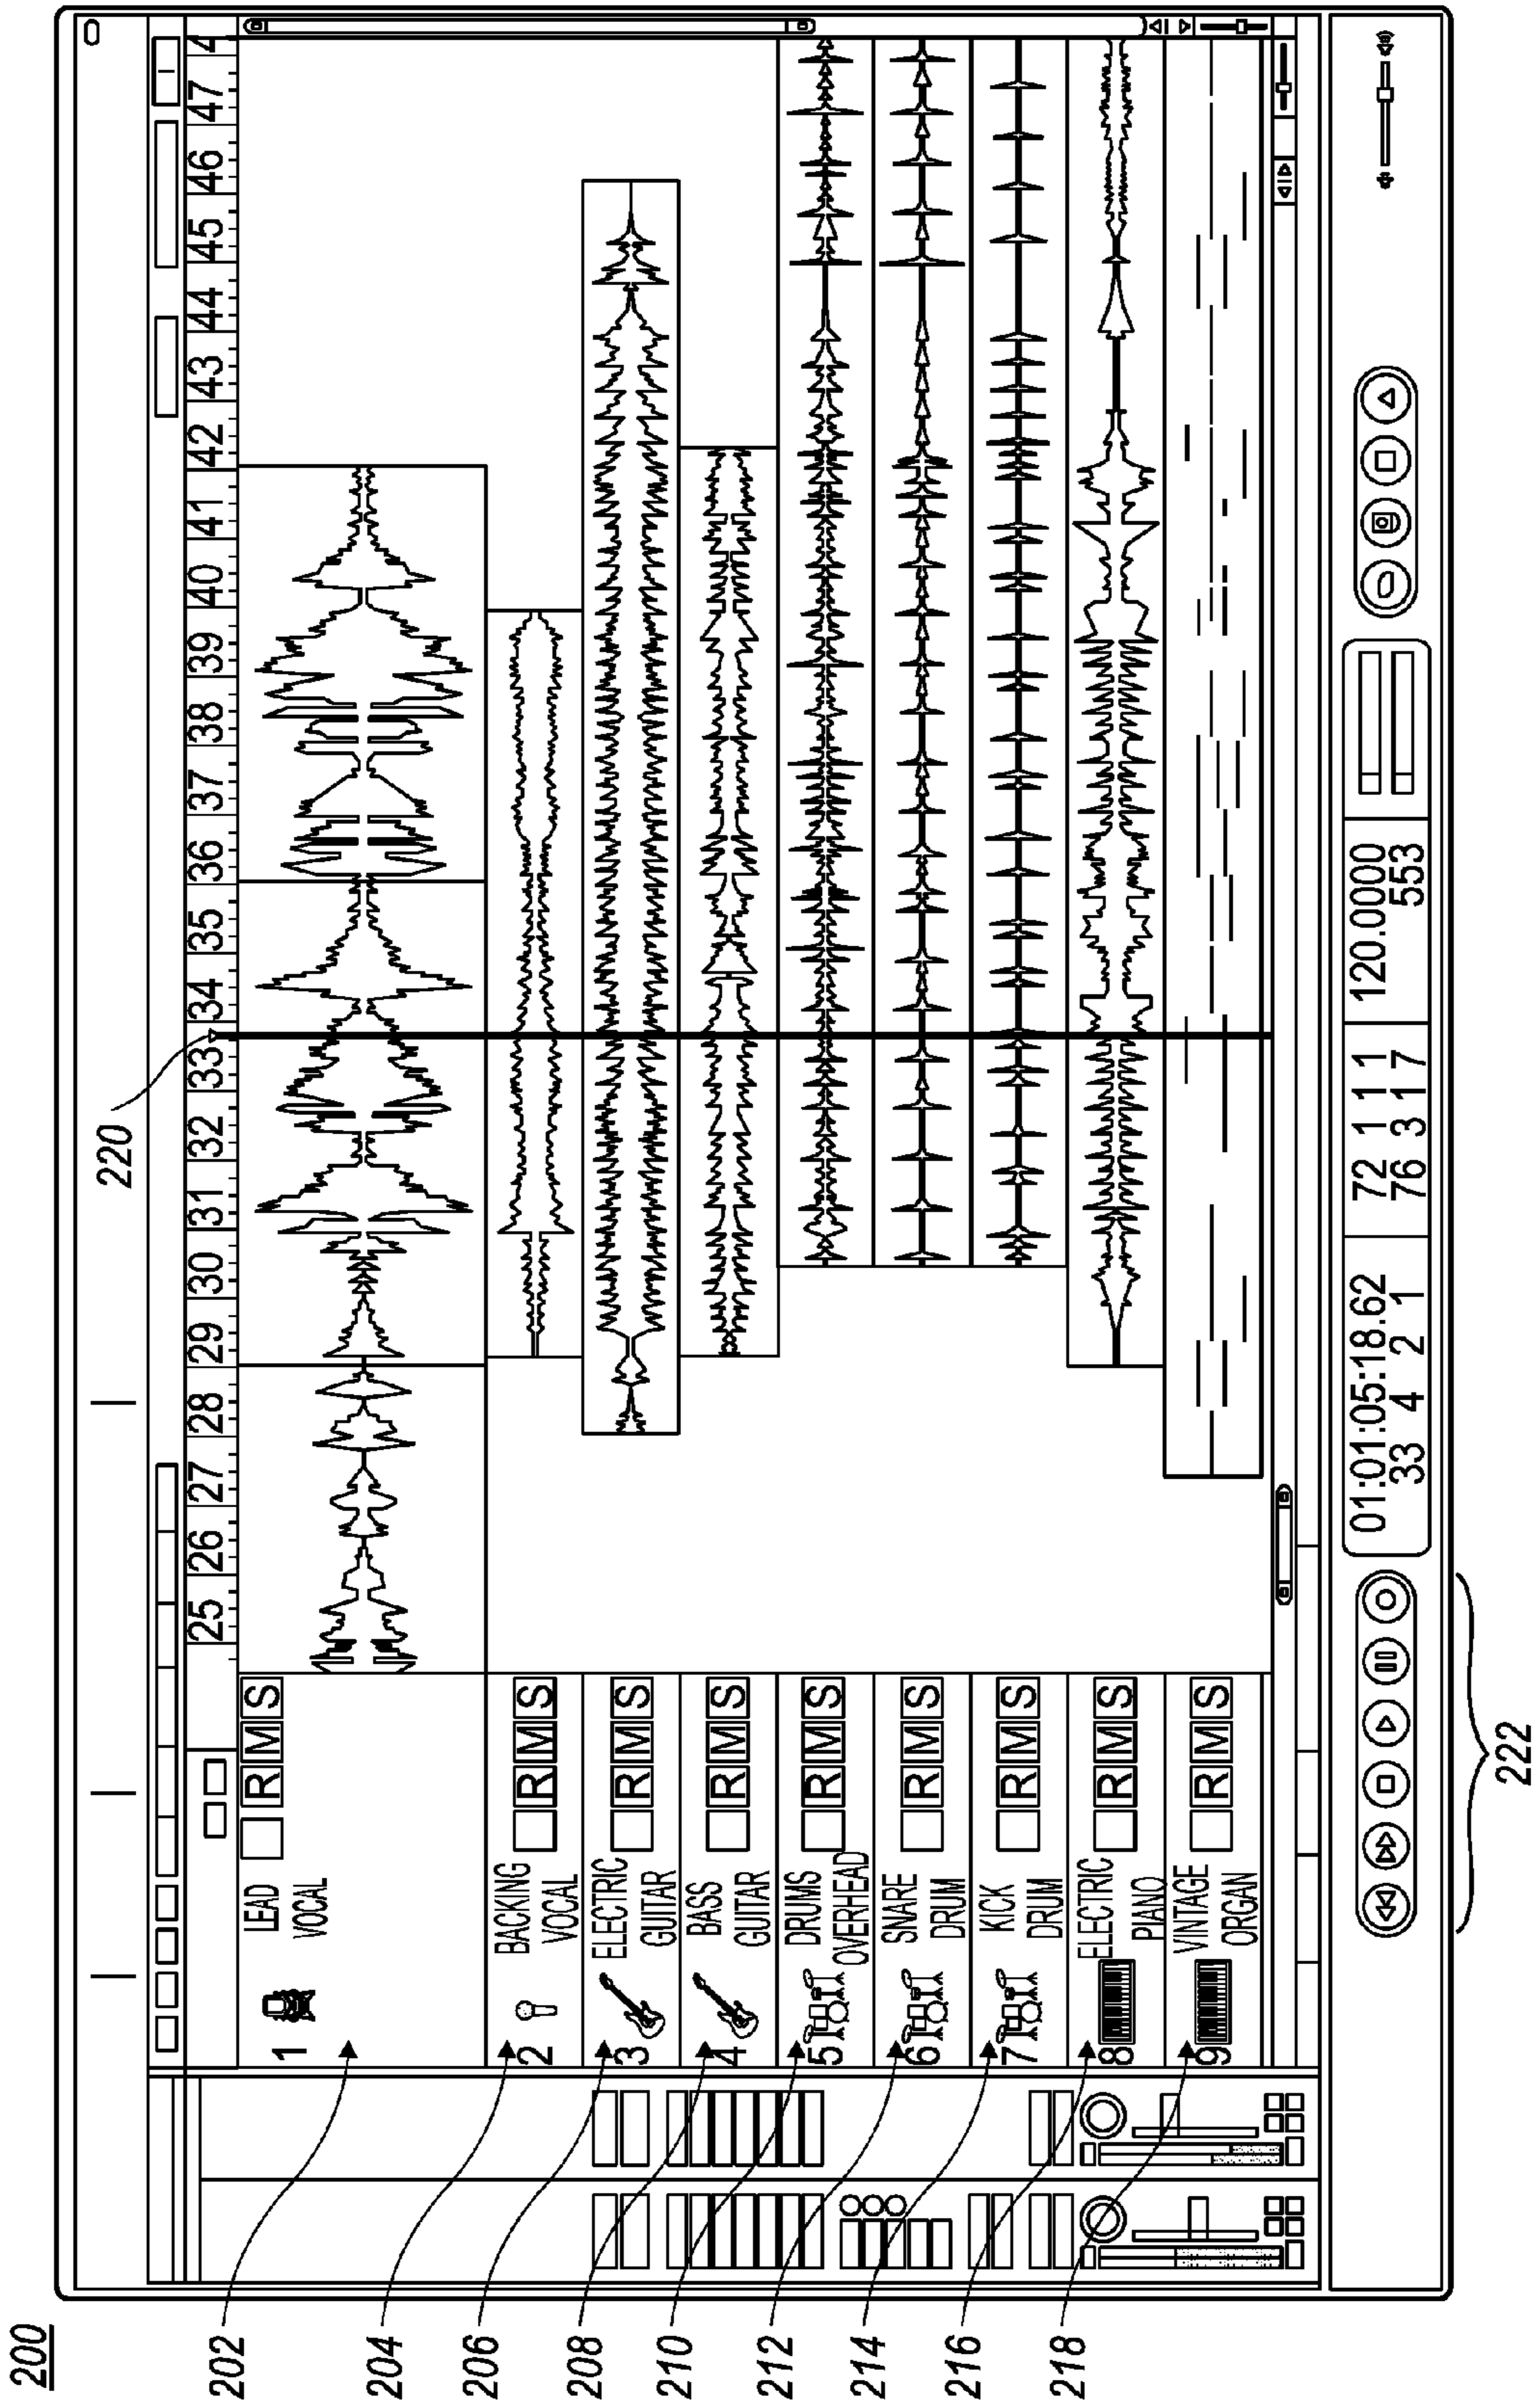 200
220
25 26 27 28 29 30 31 32 33 34 35 36 37 38 39 40 41 42 43 44 45 46 47 4
202
1 LEAD VOCAL R M S
204
2 BACKING VOCAL R M S
206
3 ELECTRIC GUITAR R M S
208
4 BASS GUITAR R M S
210
5 DRUMS OVERHEAD R M S
212
6 SNARE DRUM R M S
214
7 KICK DRUM R M S
216
8 ELECTRIC PIANO R M S
218
9 VINTAGE ORGAN R M S
01:01:05:18.62 72 1 1 1 120.0000
33 4 2 1 76 3 1 7 553
222